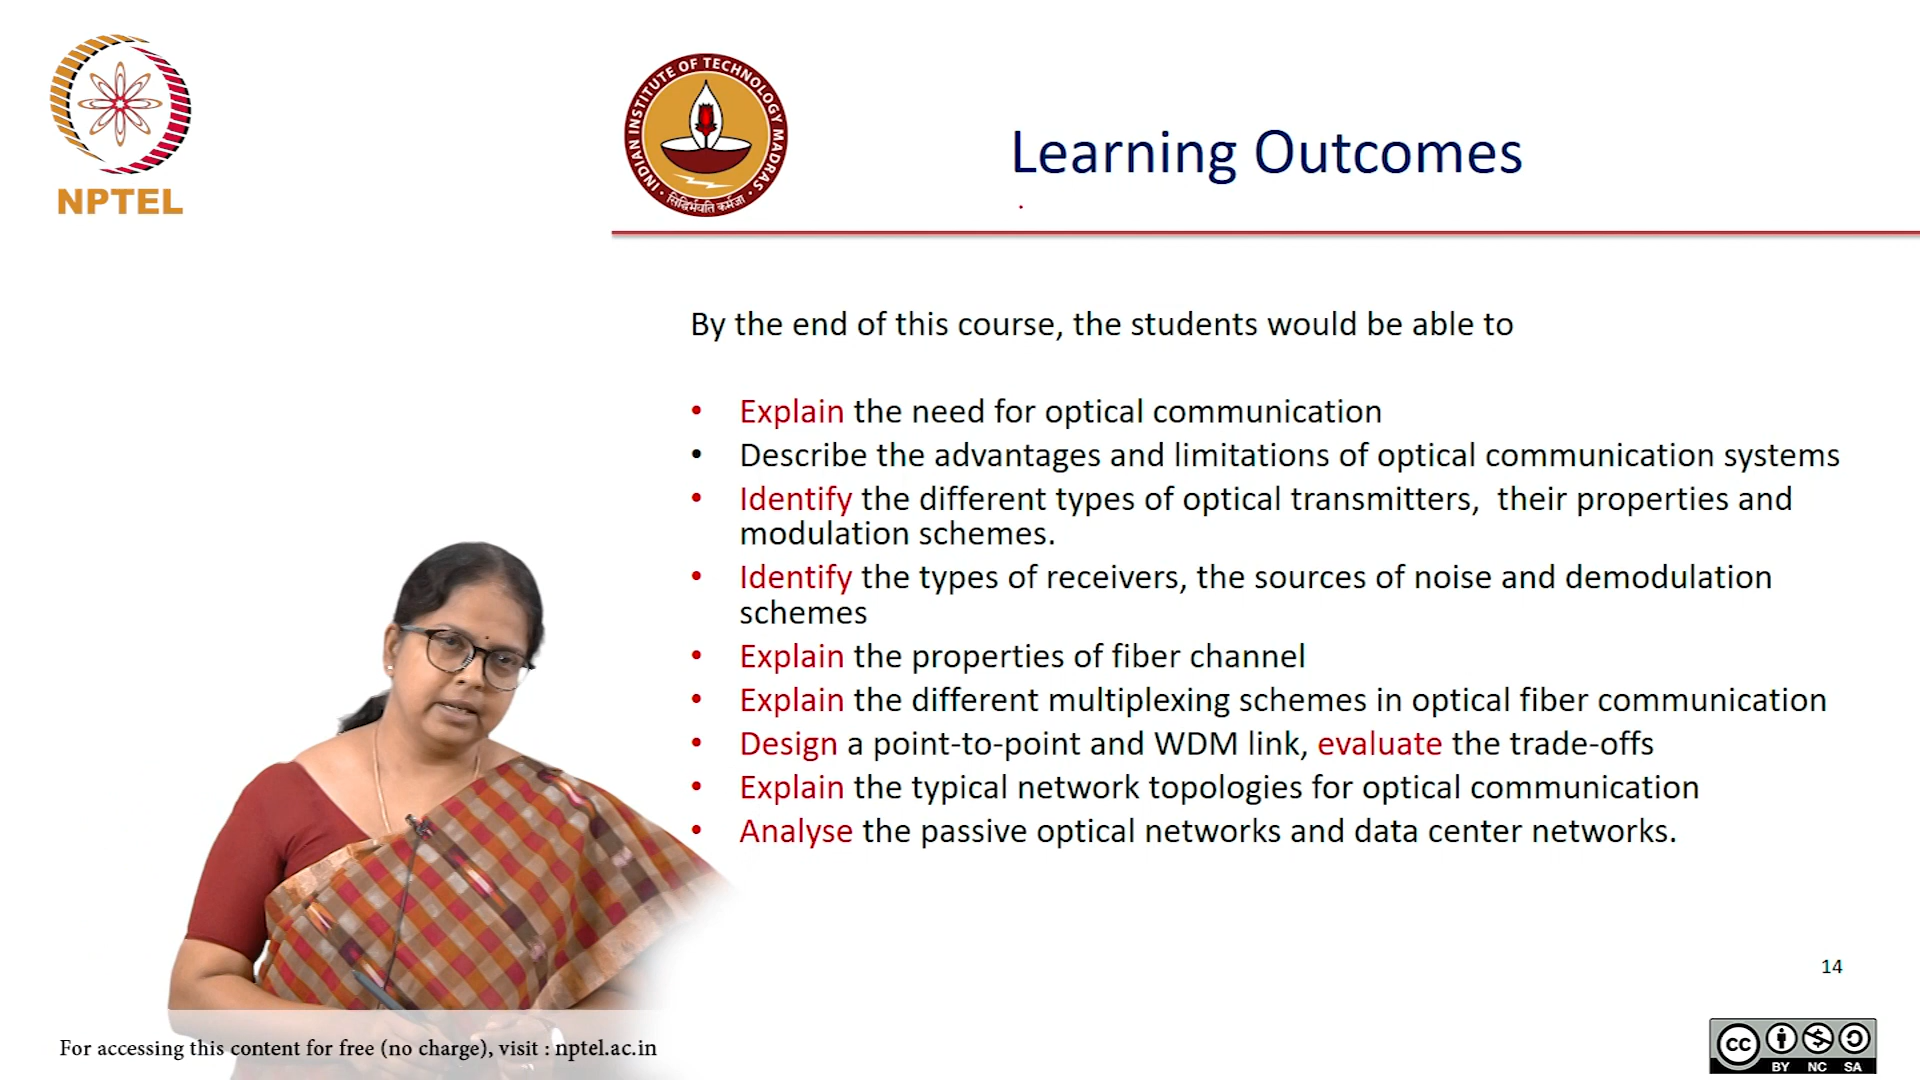 NPTEL
INDIAN INSTITUTE OF TECHNOLOGY MADRAS
सिद्धिर्भवति कर्मजा
Learning Outcomes
By the end of this course, the students would be able to
• Explain the need for optical communication
• Describe the advantages and limitations of optical communication systems
• Identify the different types of optical transmitters, their properties and
modulation schemes.
• Identify the types of receivers, the sources of noise and demodulation
schemes
• Explain the properties of fiber channel
• Explain the different multiplexing schemes in optical fiber communication
• Design a point-to-point and WDM link, evaluate the trade-offs
• Explain the typical network topologies for optical communication
• Analyse the passive optical networks and data center networks.
14
For accessing this content for free (no charge), visit : nptel.ac.in
cc
BY NC SA